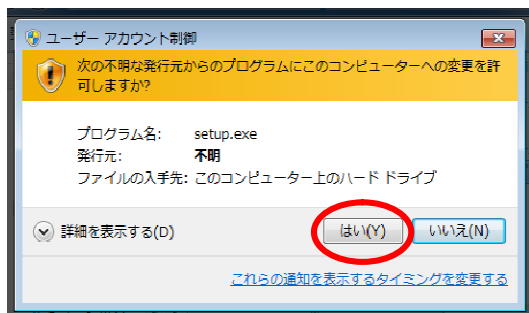 ユーザー アカウント制御
次の不明な発行元からのプログラムにこのコンピューターへの変更を許
可しますか?
プログラム名: setup.exe
発行元: 不明
ファイルの入手先: このコンピューター上のハード ドライブ
詳細を表示する(D) はい(Y) いいえ(N)
これらの通知を表示するタイミングを変更する